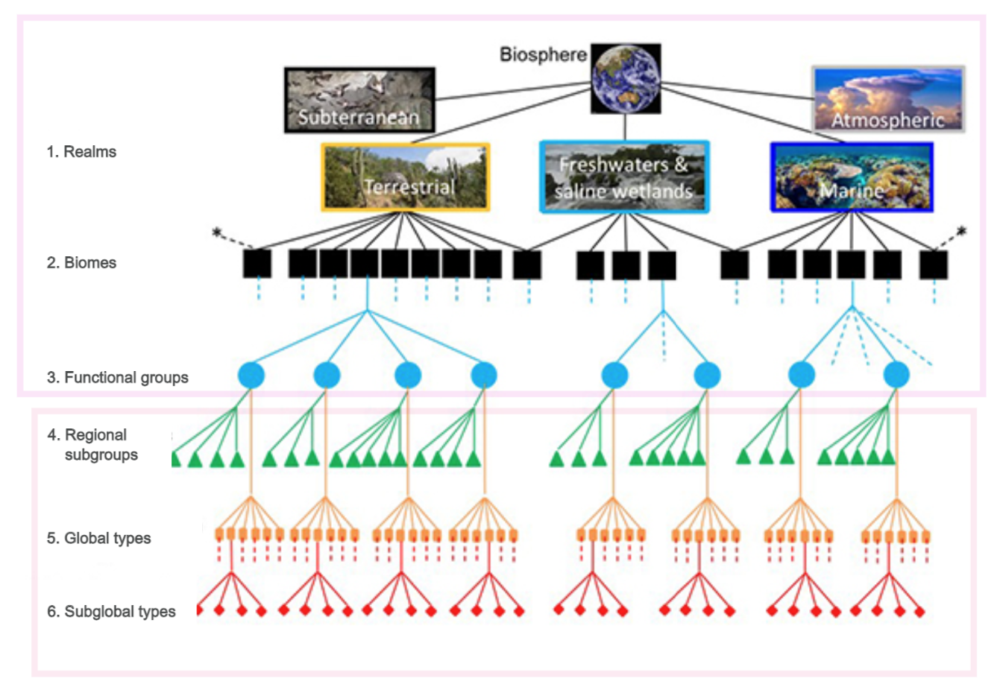 Biosphere
Subterranean
Atmospheric
1. Realms
Terrestrial
Freshwaters &
saline wetlands
Marine
*
*
2. Biomes
3. Functional groups
4. Regional
subgroups
5. Global types
6. Subglobal types